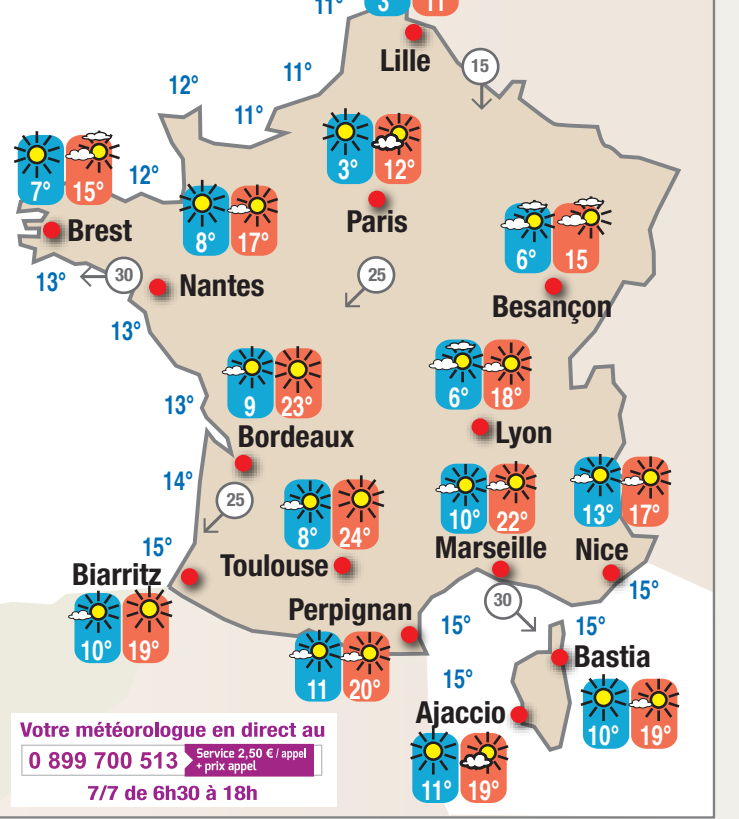 11°
3° 11°
Lille
15
11°
12°
11°
3° 12°
Paris
7° 15°
12°
Brest
8° 17°
13°
30
Nantes
25
6° 15
Besançon
13°
9 23°
Bordeaux
6° 18°
Lyon
13°
14°
25
8° 24°
Toulouse
10° 22°
Marseille
13° 17°
Nice
15°
15°
Biarritz
10° 19°
Perpignan
11 20°
15°
30
15°
15°
Bastia
10° 19°
Ajaccio
11° 19°
Votre météorologue en direct au
0 899 700 513 Service 2,50 € / appel
+ prix appel
7/7 de 6h30 à 18h